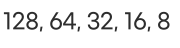 128, 64, 32, 16, 8